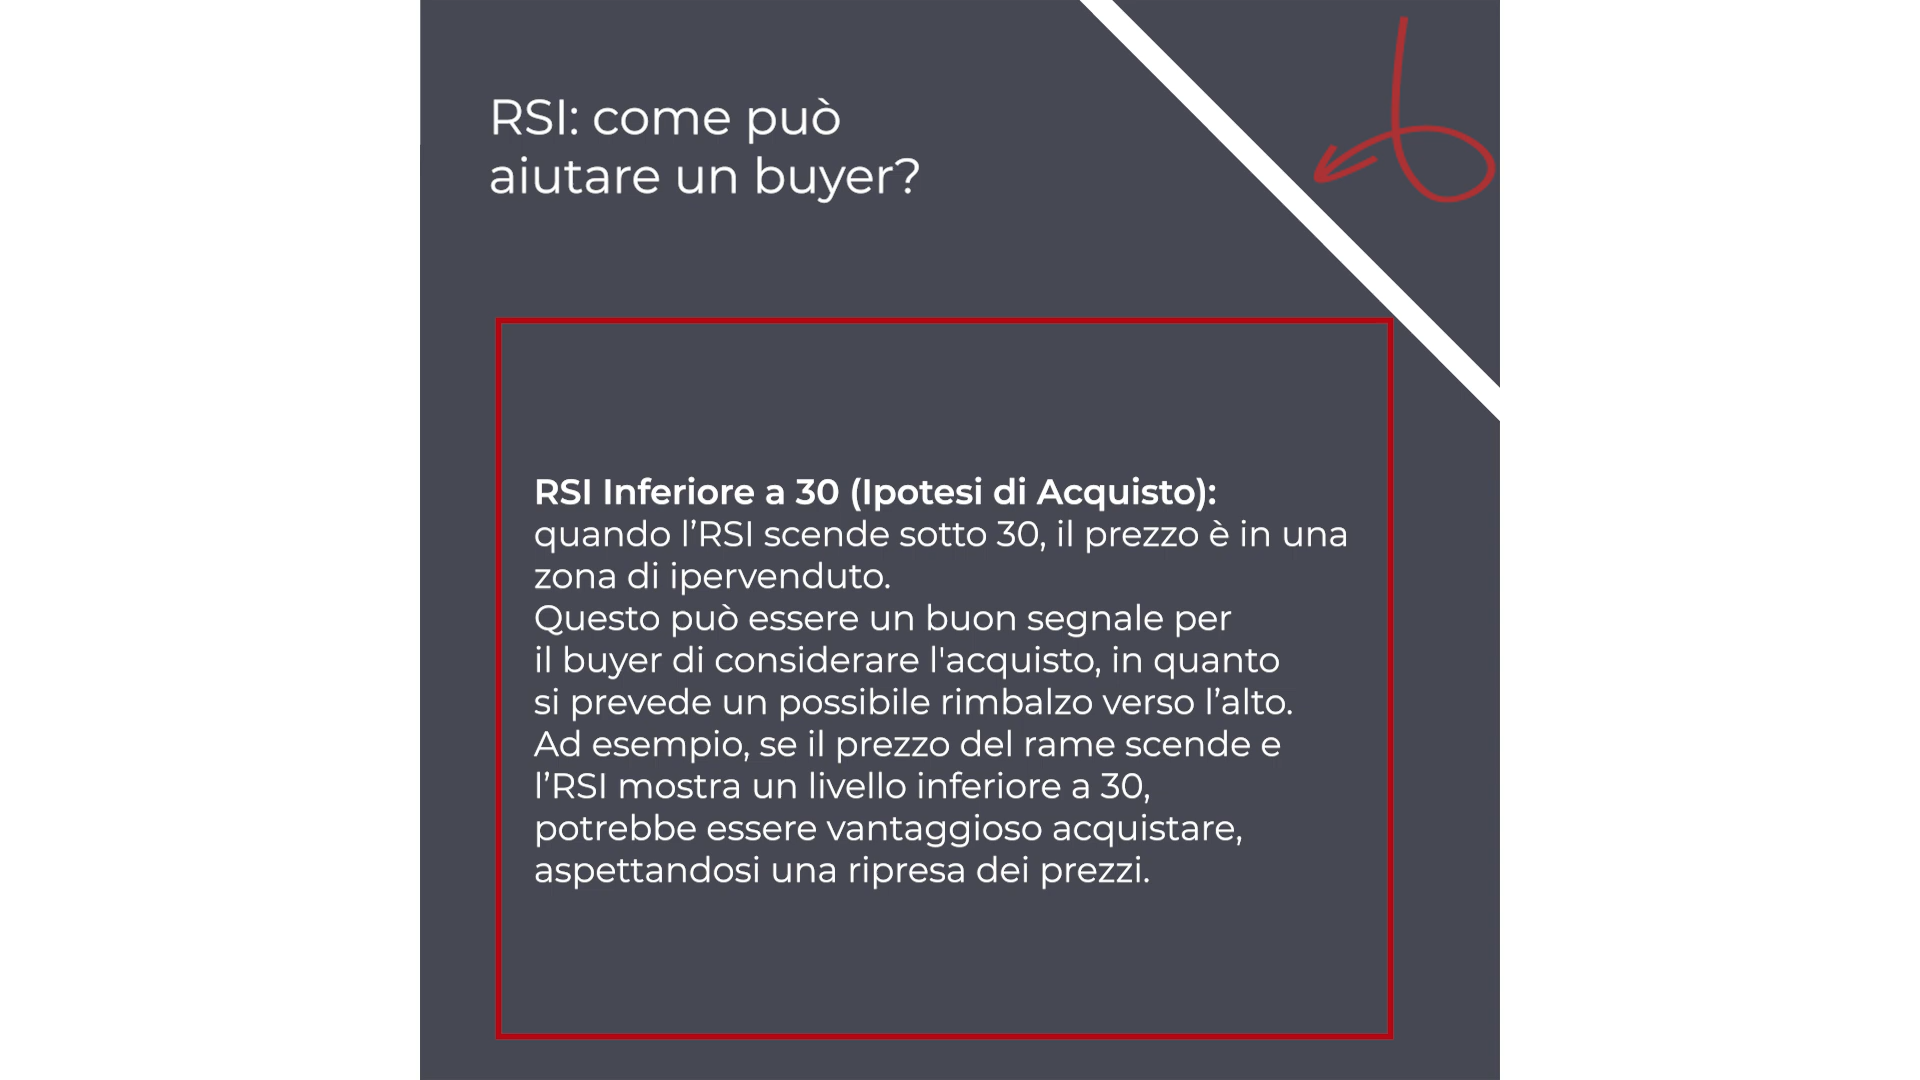 RSI: come può
aiutare un buyer?
RSI Inferiore a 30 (Ipotesi di Acquisto):
quando l’RSI scende sotto 30, il prezzo è in una
zona di ipervenduto.
Questo può essere un buon segnale per
il buyer di considerare l'acquisto, in quanto
si prevede un possibile rimbalzo verso l’alto.
Ad esempio, se il prezzo del rame scende e
l’RSI mostra un livello inferiore a 30,
potrebbe essere vantaggioso acquistare,
aspettandosi una ripresa dei prezzi.